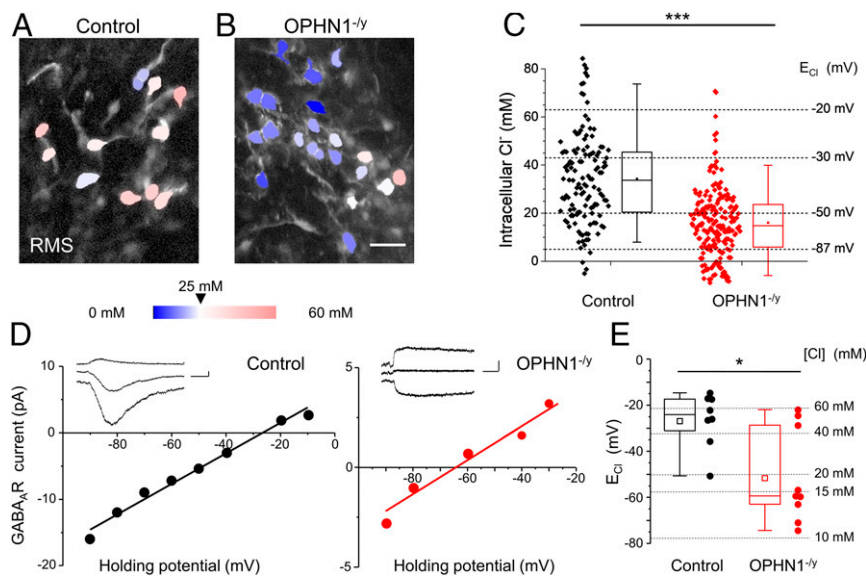 A Control
B OPHN1-/y
RMS
25 mM
0 mM 60 mM
C
***
ECl (mV)
Intracellular Cl- (mM)
80
60
40
20
0
-20 mV
-30 mV
-50 mV
-87 mV
Control OPHN1-/y
D
Control
GABAAR current (pA)
10
0
-10
-20
-80 -60 -40 -20 0
Holding potential (mV)
OPHN1-/y
5
0
-5
-80 -60 -40 -20
Holding potential (mV)
E
*
[Cl] (mM)
ECl (mV)
0
-20
-40
-60
-80
60 mM
40 mM
20 mM
15 mM
10 mM
Control OPHN1-/y